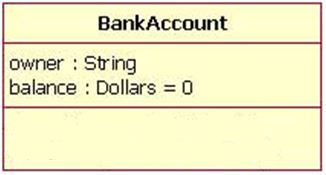 BankAccount
owner : String
balance : Dollars = 0